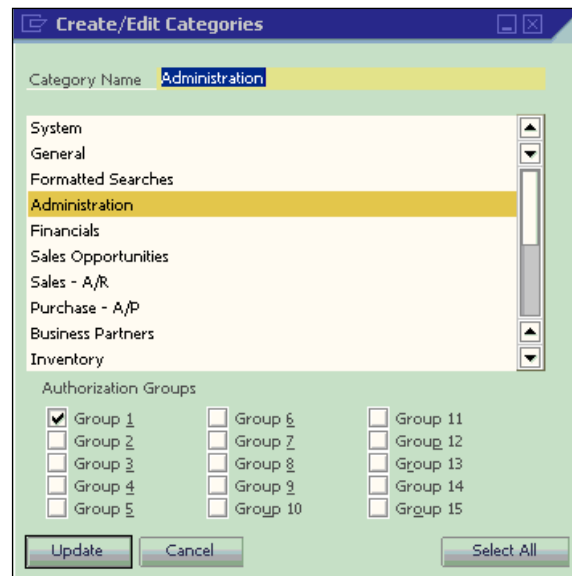 Create/Edit Categories
Category Name Administration
System
General
Formatted Searches
Administration
Financials
Sales Opportunities
Sales - A/R
Purchase - A/P
Business Partners
Inventory
Authorization Groups
Group 1 Group 6 Group 11
Group 2 Group 7 Group 12
Group 3 Group 8 Group 13
Group 4 Group 9 Group 14
Group 5 Group 10 Group 15
Update Cancel Select All